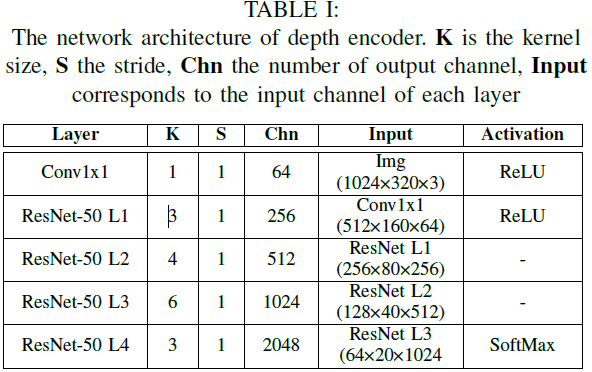 TABLE I:
The network architecture of depth encoder. K is the kernel
size, S the stride, Chn the number of output channel, Input
corresponds to the input channel of each layer
Layer K S Chn Input Activation
Conv1x1 1 1 64 Img (1024×320×3) ReLU
ResNet-50 L1 3 1 256 Conv1x1 (512×160×64) ReLU
ResNet-50 L2 4 1 512 ResNet L1 (256×80×256) -
ResNet-50 L3 6 1 1024 ResNet L2 (128×40×512) -
ResNet-50 L4 3 1 2048 ResNet L3 (64×20×1024 SoftMax